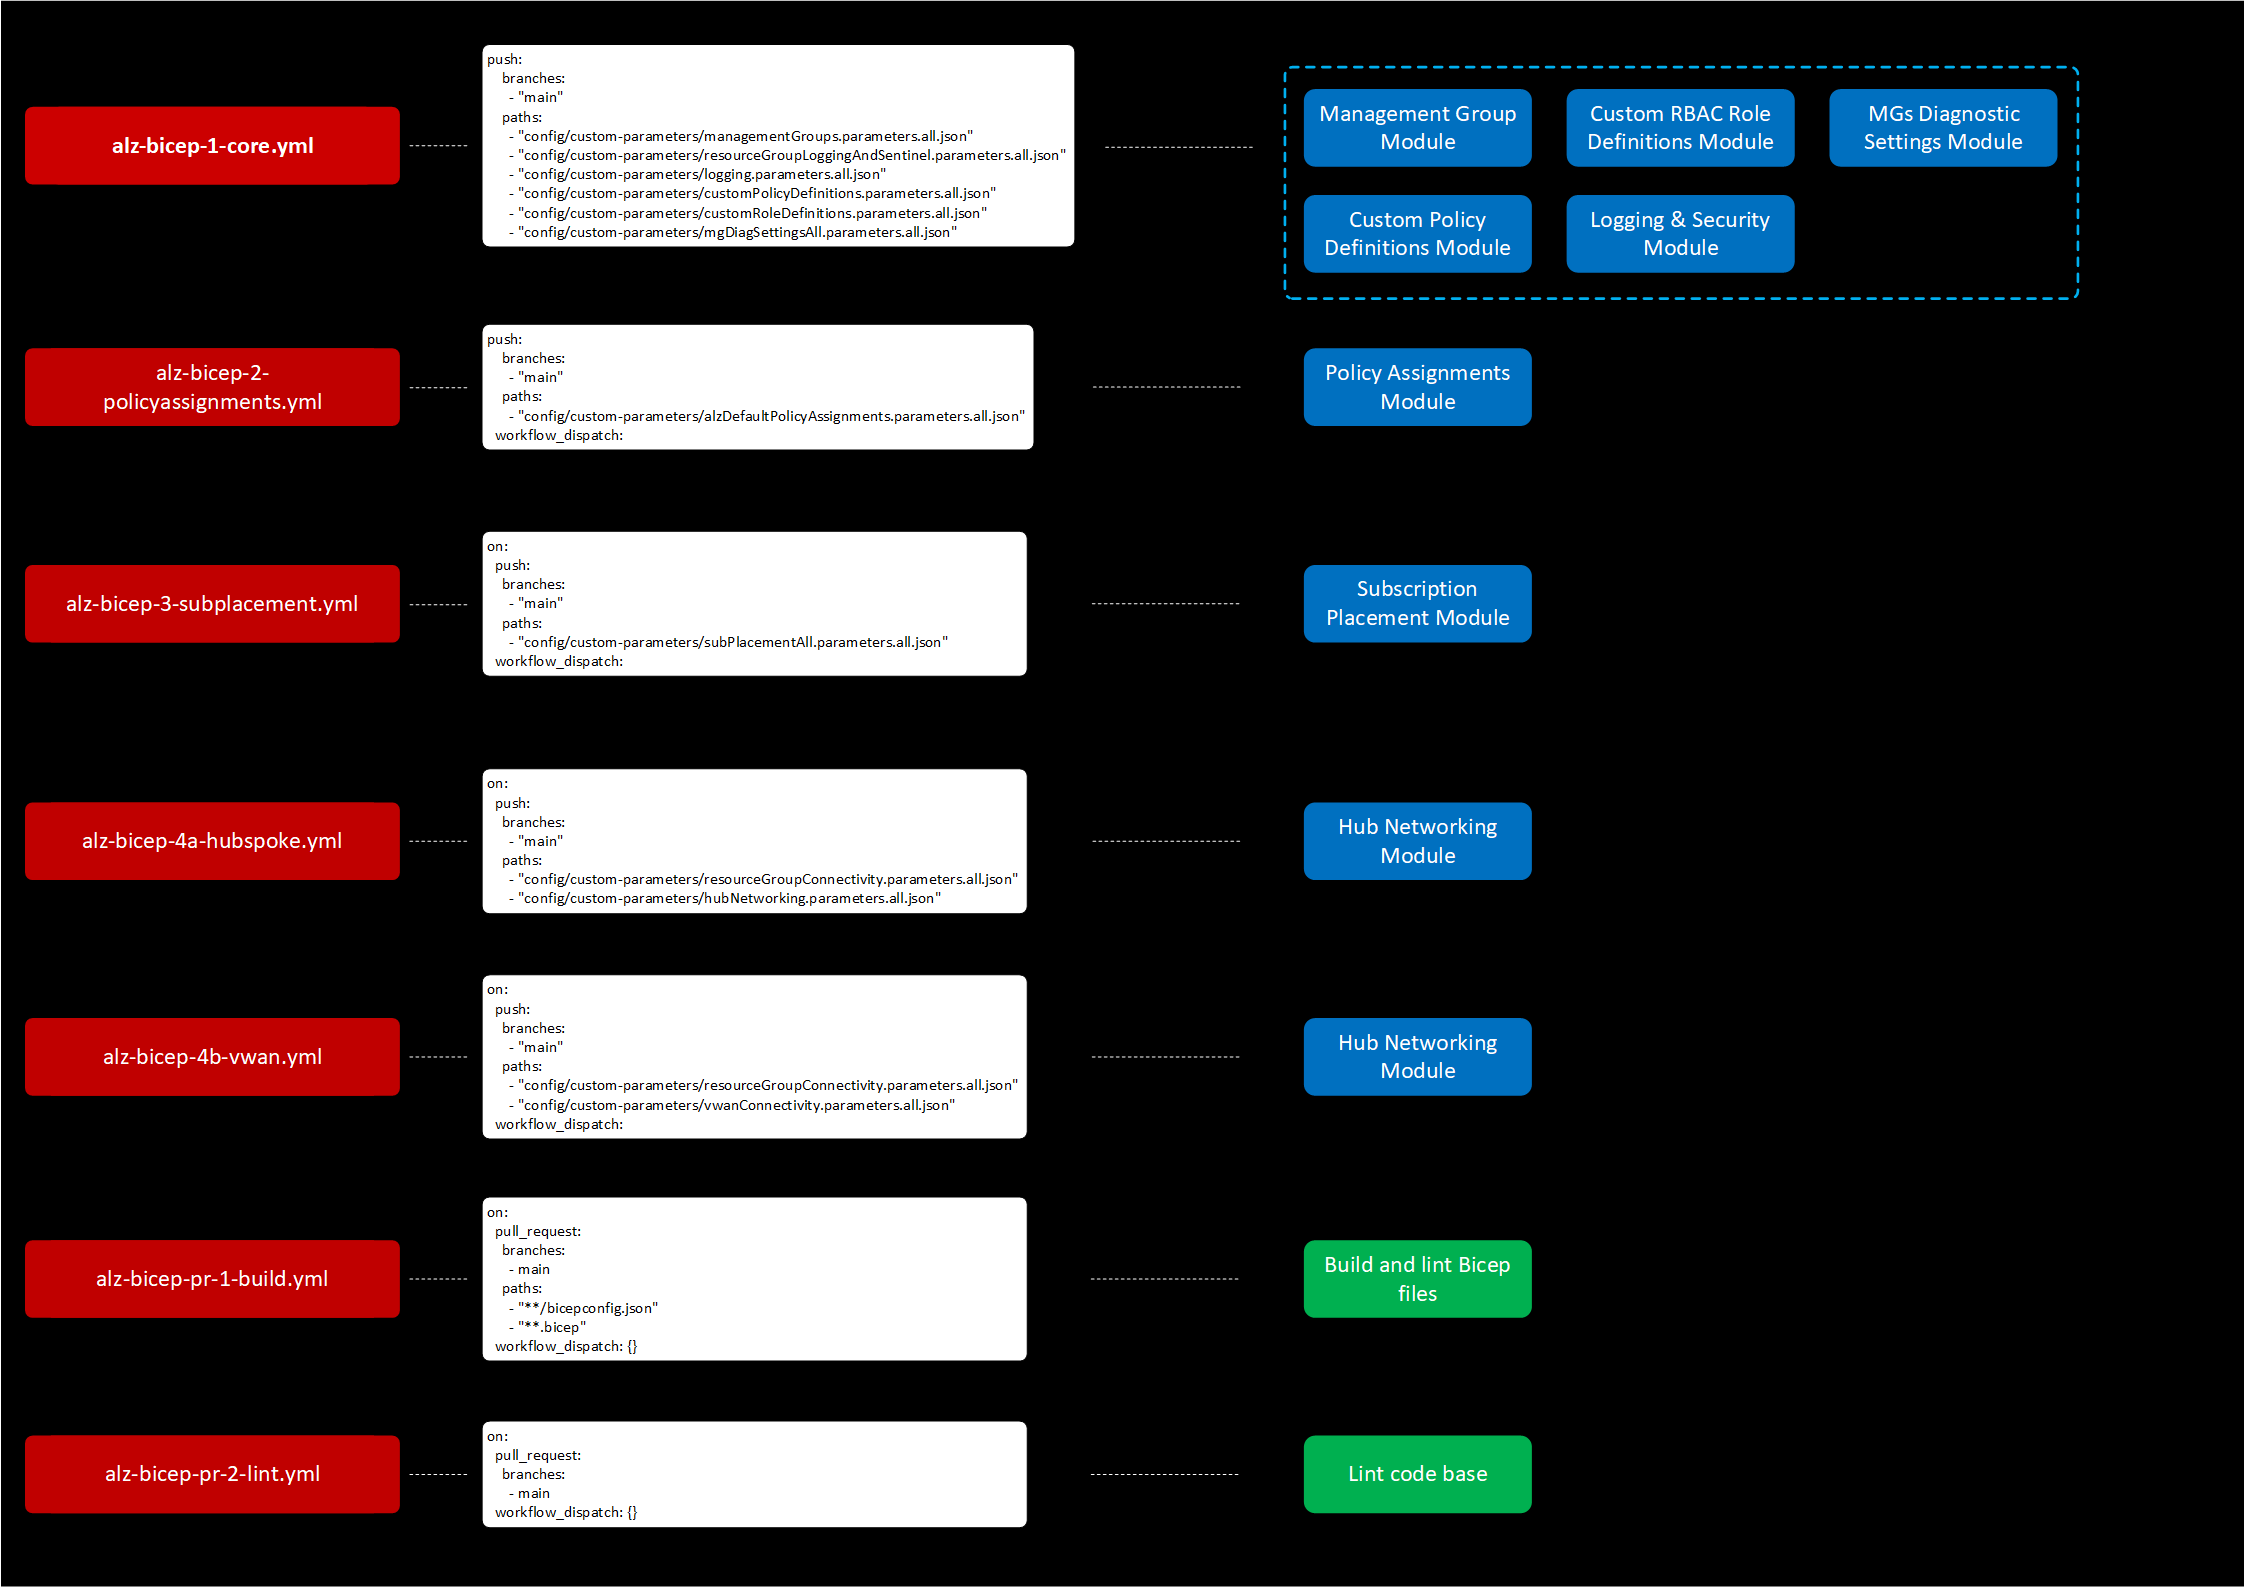 alz-bicep-1-core.yml
push:
branches:
- "main"
paths:
- "config/custom-parameters/managementGroups.parameters.all.json"
- "config/custom-parameters/resourceGroupLoggingAndSentinel.parameters.all.json"
- "config/custom-parameters/logging.parameters.all.json"
- "config/custom-parameters/customPolicyDefinitions.parameters.all.json"
- "config/custom-parameters/customRoleDefinitions.parameters.all.json"
- "config/custom-parameters/mgDiagSettingsAll.parameters.all.json"
Management Group
Module
Custom RBAC Role
Definitions Module
MGs Diagnostic
Settings Module
Custom Policy
Definitions Module
Logging & Security
Module
alz-bicep-2-
policyassignments.yml
push:
branches:
- "main"
paths:
- "config/custom-parameters/alzDefaultPolicyAssignments.parameters.all.json"
workflow_dispatch:
Policy Assignments
Module
alz-bicep-3-subplacement.yml
on:
push:
branches:
- "main"
paths:
- "config/custom-parameters/subPlacementAll.parameters.all.json"
workflow_dispatch:
Subscription
Placement Module
alz-bicep-4a-hubspoke.yml
on:
push:
branches:
- "main"
paths:
- "config/custom-parameters/resourceGroupConnectivity.parameters.all.json"
- "config/custom-parameters/hubNetworking.parameters.all.json"
Hub Networking
Module
alz-bicep-4b-vwan.yml
on:
push:
branches:
- "main"
paths:
- "config/custom-parameters/resourceGroupConnectivity.parameters.all.json"
- "config/custom-parameters/vwanConnectivity.parameters.all.json"
workflow_dispatch:
Hub Networking
Module
alz-bicep-pr-1-build.yml
on:
pull_request:
branches:
- main
paths:
- "**/bicepconfig.json"
- "**.bicep"
workflow_dispatch: {}
Build and lint Bicep
files
alz-bicep-pr-2-lint.yml
on:
pull_request:
branches:
- main
workflow_dispatch: {}
Lint code base